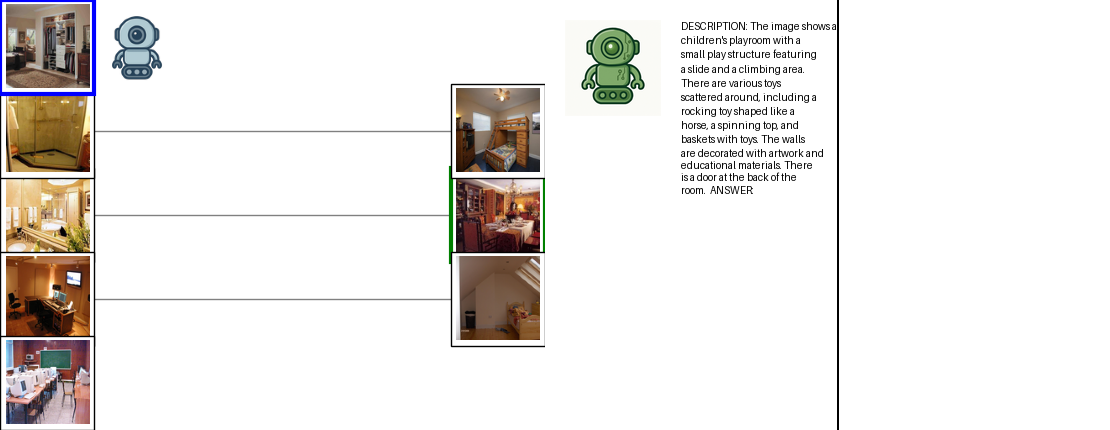 DESCRIPTION: The image shows a
children's playroom with a
small play structure featuring
a slide and a climbing area.
There are various toys
scattered around, including a
rocking toy shaped like a
horse, a spinning top, and
baskets with toys. The walls
are decorated with artwork and
educational materials. There
is a door at the back of the
room. ANSWER: